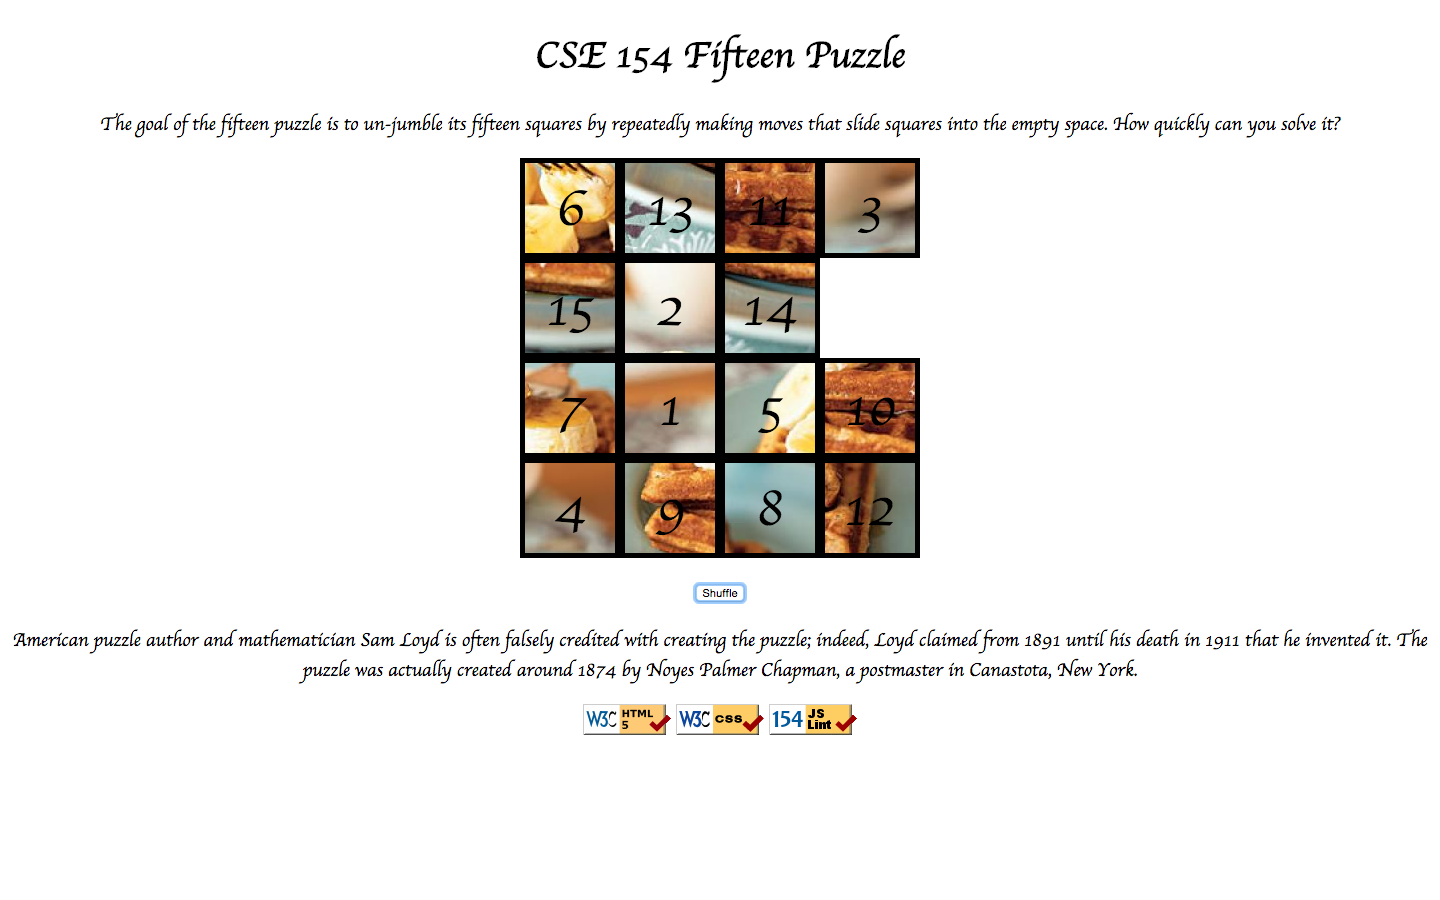 CSE 154 Fifteen Puzzle
The goal of the fifteen puzzle is to un-jumble its fifteen squares by repeatedly making moves that slide squares into the empty space. How quickly can you solve it?
6 13 11 3
15 2 14
7 1 5 10
4 9 8 12
Shuffle
American puzzle author and mathematician Sam Loyd is often falsely credited with creating the puzzle; indeed, Loyd claimed from 1891 until his death in 1911 that he invented it. The
puzzle was actually created around 1874 by Noyes Palmer Chapman, a postmaster in Canastota, New York.
W3C HTML 5 W3C CSS 154 JS Lint